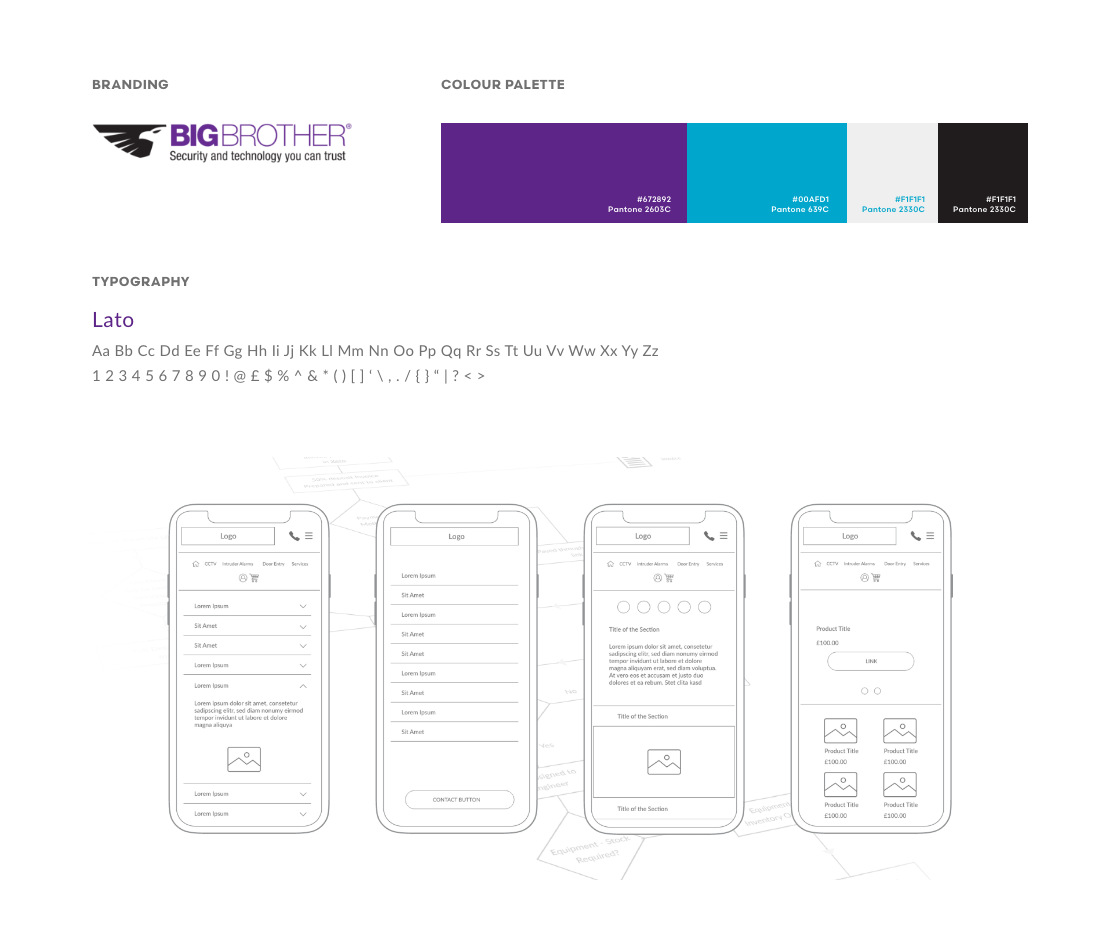 BRANDING
COLOUR PALETTE
BIGBROTHER®
Security and technology you can trust
#672892
Pantone 2603C
#00AFD1
Pantone 639C
#F1F1F1
Pantone 2330C
#F1F1F1
Pantone 2330C
TYPOGRAPHY
Lato
Aa Bb Cc Dd Ee Ff Gg Hh Ii Jj Kk Ll Mm Nn Oo Pp Qq Rr Ss Tt Uu Vv Ww Xx Yy Zz
1 2 3 4 5 6 7 8 9 0 ! @ £ $ % ^ & * ( ) [ ] ‘ \ , . / { } “ | ? < >
Logo
CCTV Intruder Alarms Door Entry Services
Lorem Ipsum
Sit Amet
Sit Amet
Lorem Ipsum
Lorem Ipsum
Lorem ipsum dolor sit amet, consetetur
sadipscing elitr, sed diam nonumy eirmod
tempor invidunt ut labore et dolore
magna aliquya
Lorem Ipsum
Lorem Ipsum
Logo
Lorem Ipsum
Sit Amet
Lorem Ipsum
Sit Amet
Sit Amet
Lorem Ipsum
Sit Amet
Lorem Ipsum
Sit Amet
CONTACT BUTTON
Logo
CCTV Intruder Alarms Door Entry Services
Title of the Section
Lorem ipsum dolor sit amet, consetetur
sadipscing elitr, sed diam nonumy eirmod
tempor invidunt ut labore et dolore
magna aliquyam erat, sed diam voluptua.
At vero eos et accusam et justo duo
dolores et ea rebum. Stet clita kasd
Title of the Section
Title of the Section
Logo
CCTV Intruder Alarms Door Entry Services
Product Title
£100.00
LINK
Product Title
£100.00
Product Title
£100.00
Product Title
£100.00
Product Title
£100.00
Equipment - Stock
Required?
Equipment
Inventory